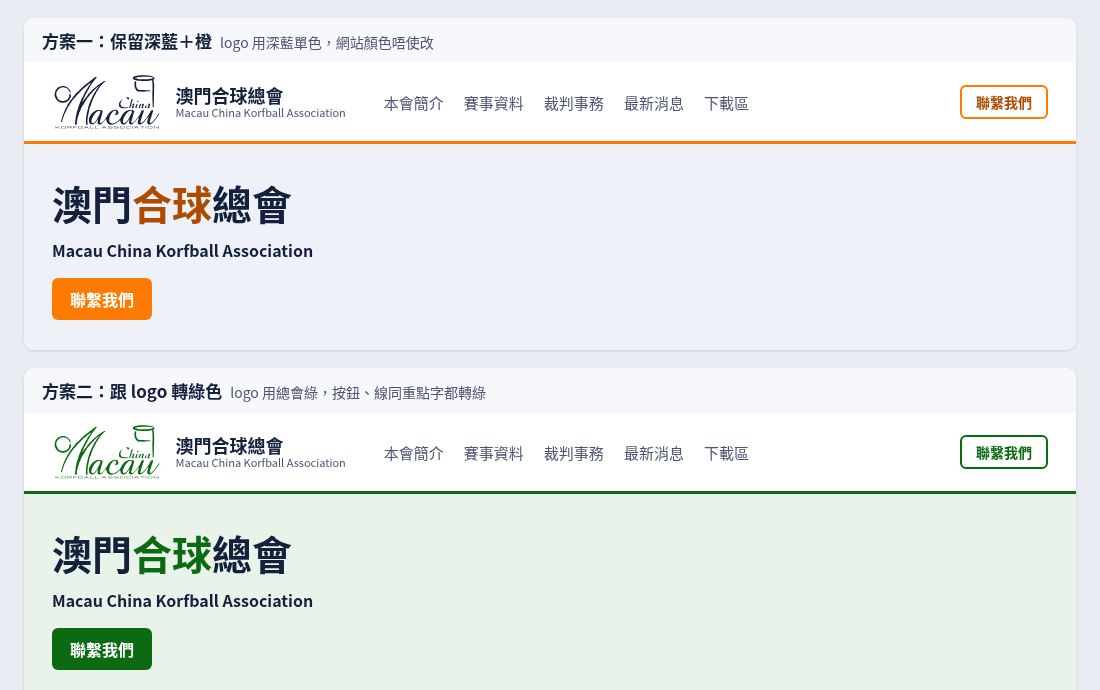 方案一：保留深藍＋橙 logo 用深藍單色，網站顏色唔使改
China
Macau
KORFBALL ASSOCIATION
澳門合球總會
Macau China Korfball Association
本會簡介 賽事資料 裁判事務 最新消息 下載區
聯繫我們
澳門合球總會
Macau China Korfball Association
聯繫我們
方案二：跟 logo 轉綠色 logo 用總會綠，按鈕、線同重點字都轉綠
China
Macau
KORFBALL ASSOCIATION
澳門合球總會
Macau China Korfball Association
本會簡介 賽事資料 裁判事務 最新消息 下載區
聯繫我們
澳門合球總會
Macau China Korfball Association
聯繫我們